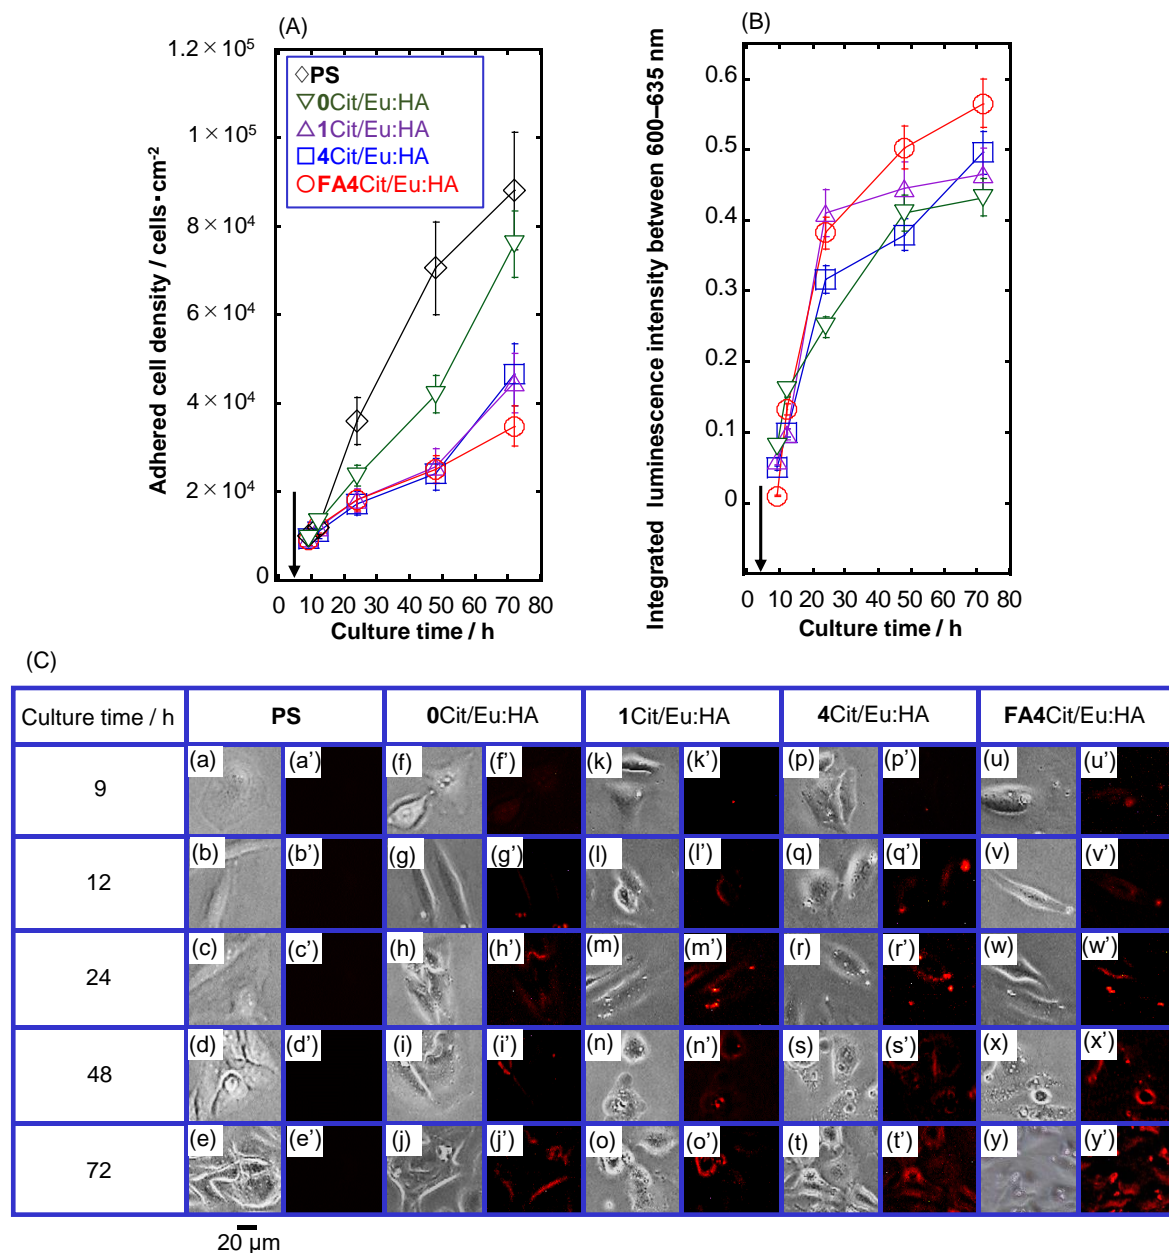 (A)
1.2 × 10⁵
1 × 10⁵
8 × 10⁴
6 × 10⁴
4 × 10⁴
2 × 10⁴
0
Adhered cell density / cells･cm⁻²
PS
0Cit/Eu:HA
1Cit/Eu:HA
4Cit/Eu:HA
FA4Cit/Eu:HA
0 10 20 30 40 50 60 70 80
Culture time / h
(B)
Integrated luminescence intensity between 600–635 nm
0.6
0.5
0.4
0.3
0.2
0.1
0
0 10 20 30 40 50 60 70 80
Culture time / h
(C)
Culture time / h PS 0Cit/Eu:HA 1Cit/Eu:HA 4Cit/Eu:HA FA4Cit/Eu:HA
9 (a) (a') (f) (f') (k) (k') (p) (p') (u) (u')
12 (b) (b') (g) (g') (l) (l') (q) (q') (v) (v')
24 (c) (c') (h) (h') (m) (m') (r) (r') (w) (w')
48 (d) (d') (i) (i') (n) (n') (s) (s') (x) (x')
72 (e) (e') (j) (j') (o) (o') (t) (t') (y) (y')
20 μm